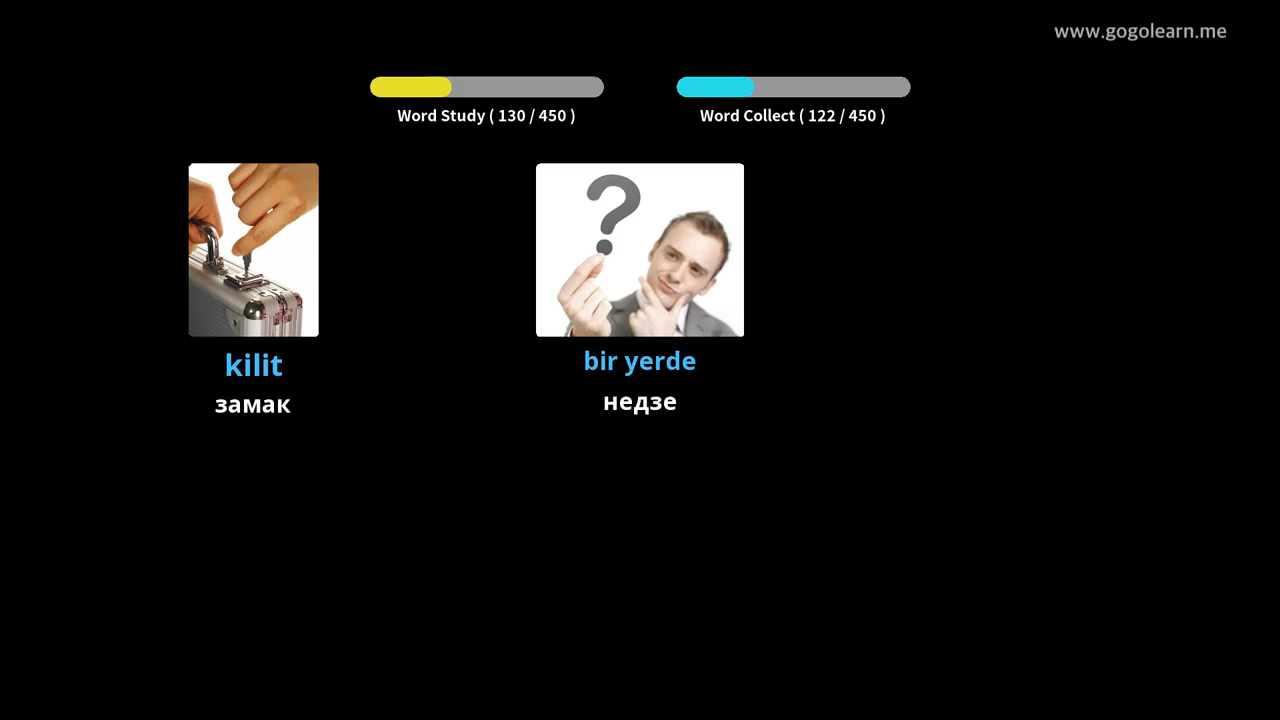 www.gogolearn.me
Word Study ( 130 / 450 )
Word Collect ( 122 / 450 )
kilit
замак
bir yerde
недзе